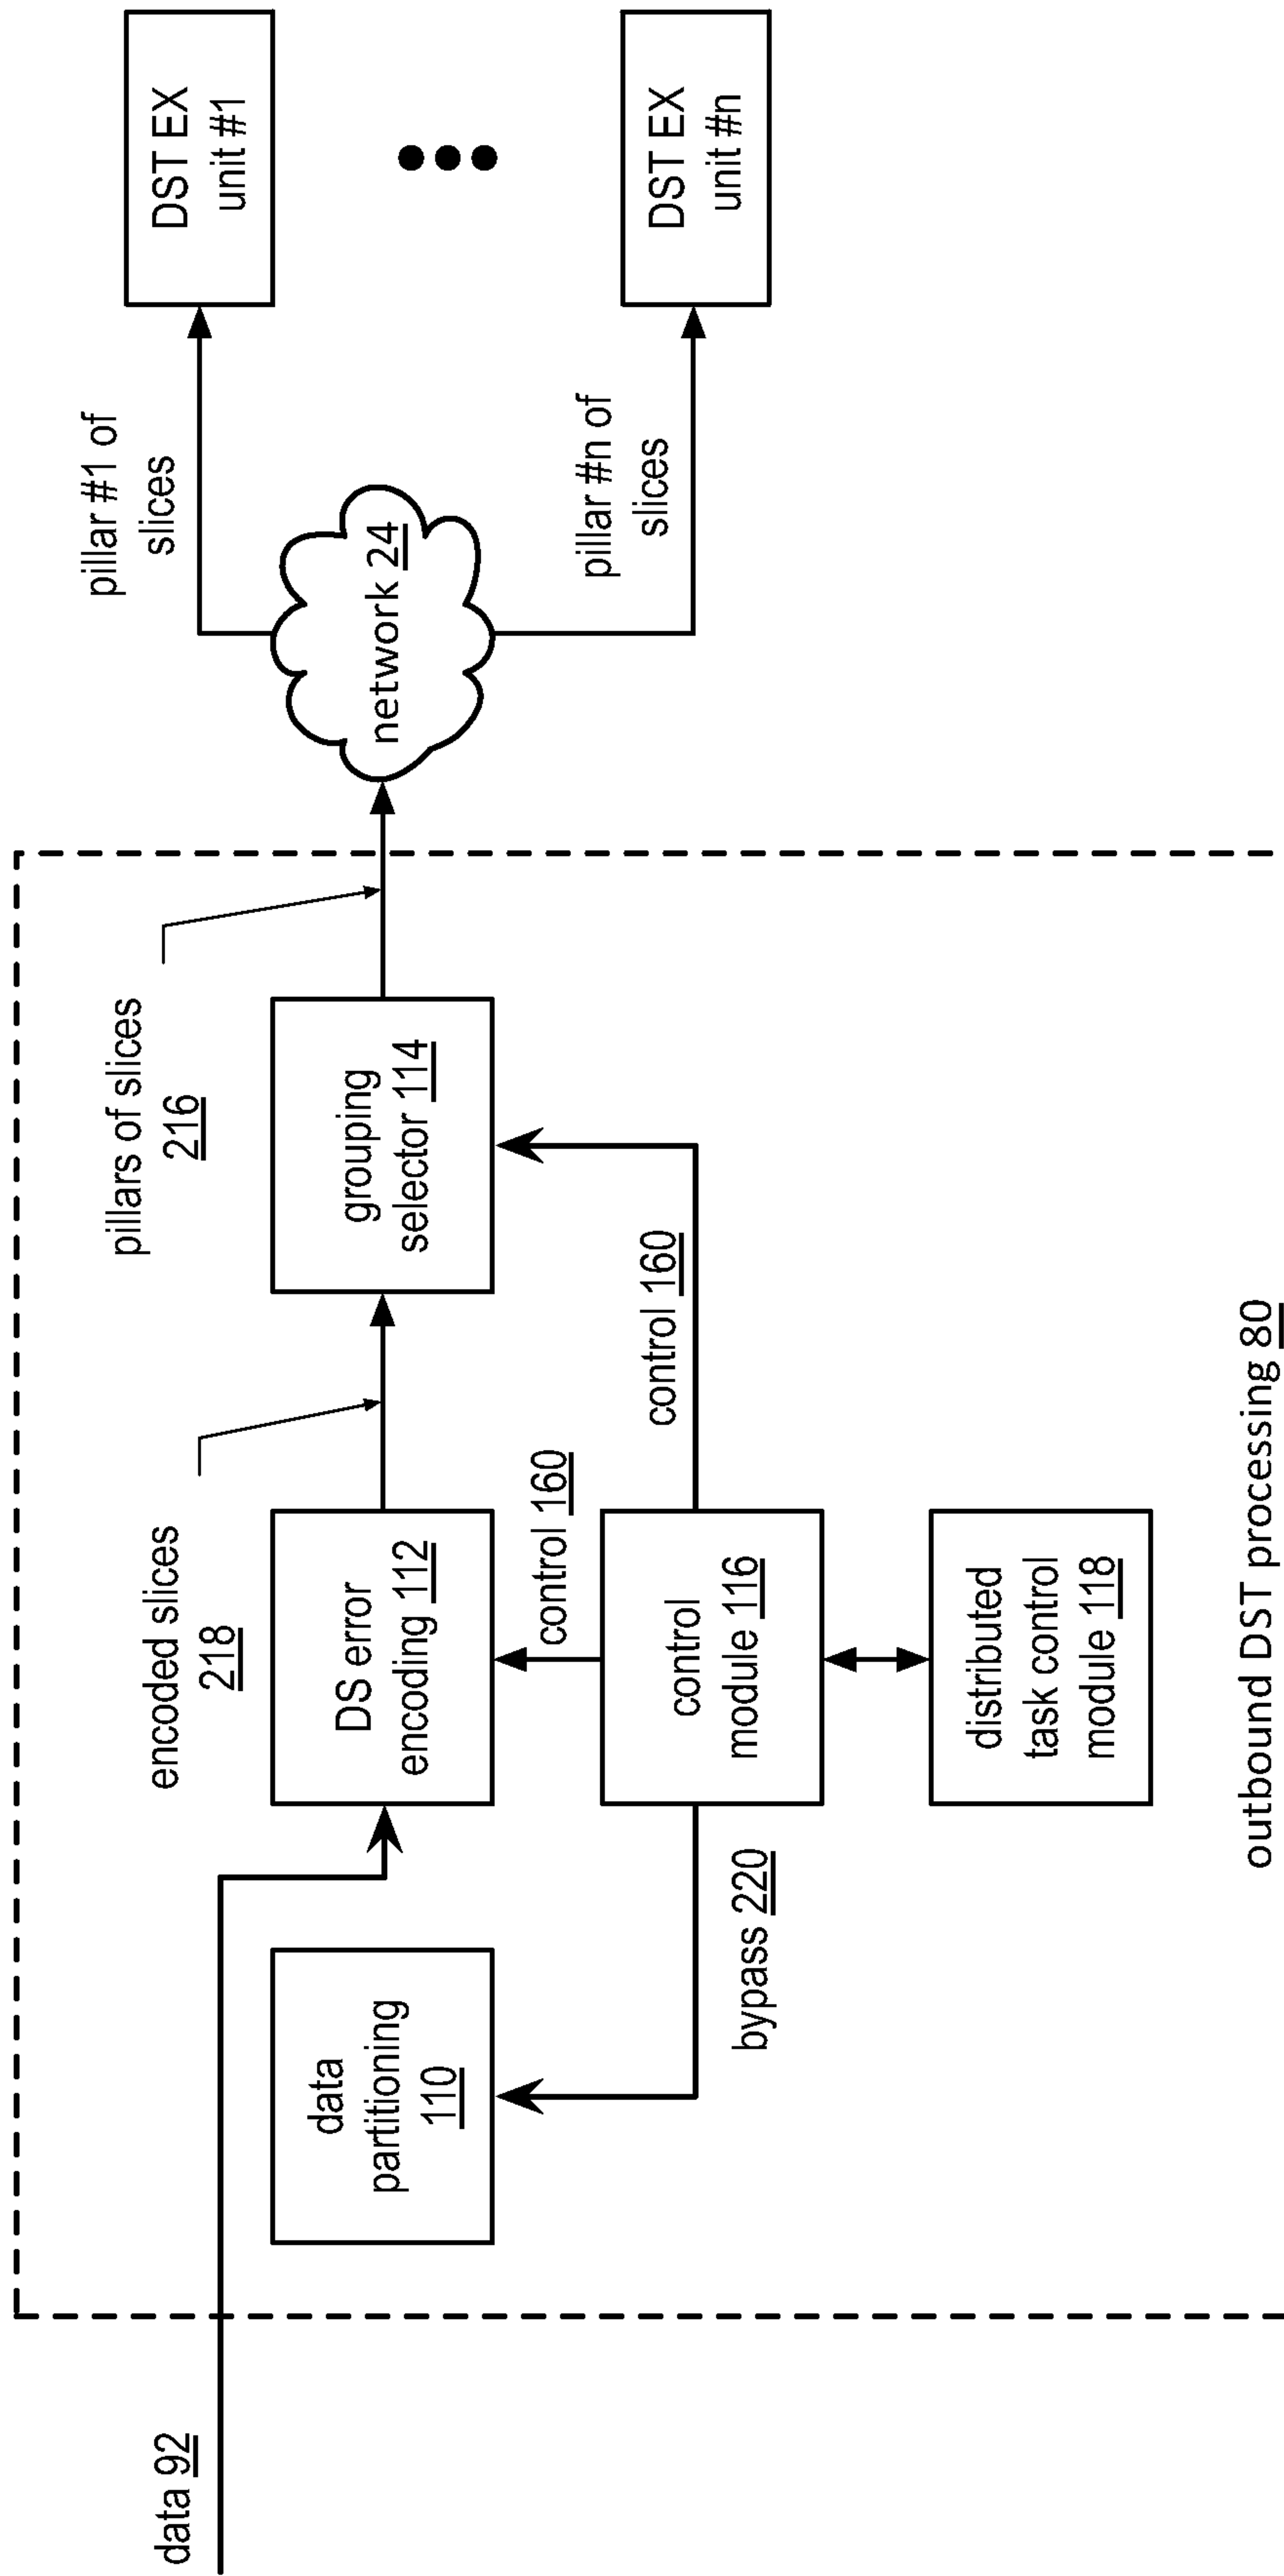 data 92
data
partitioning
110
encoded slices
218
DS error
encoding 112
pillars of slices
216
grouping
selector 114
bypass 220
control 160
control 160
control
module 116
distributed
task control
module 118
outbound DST processing 80
network 24
pillar #1 of
slices
DST EX
unit #1
pillar #n of
slices
DST EX
unit #n